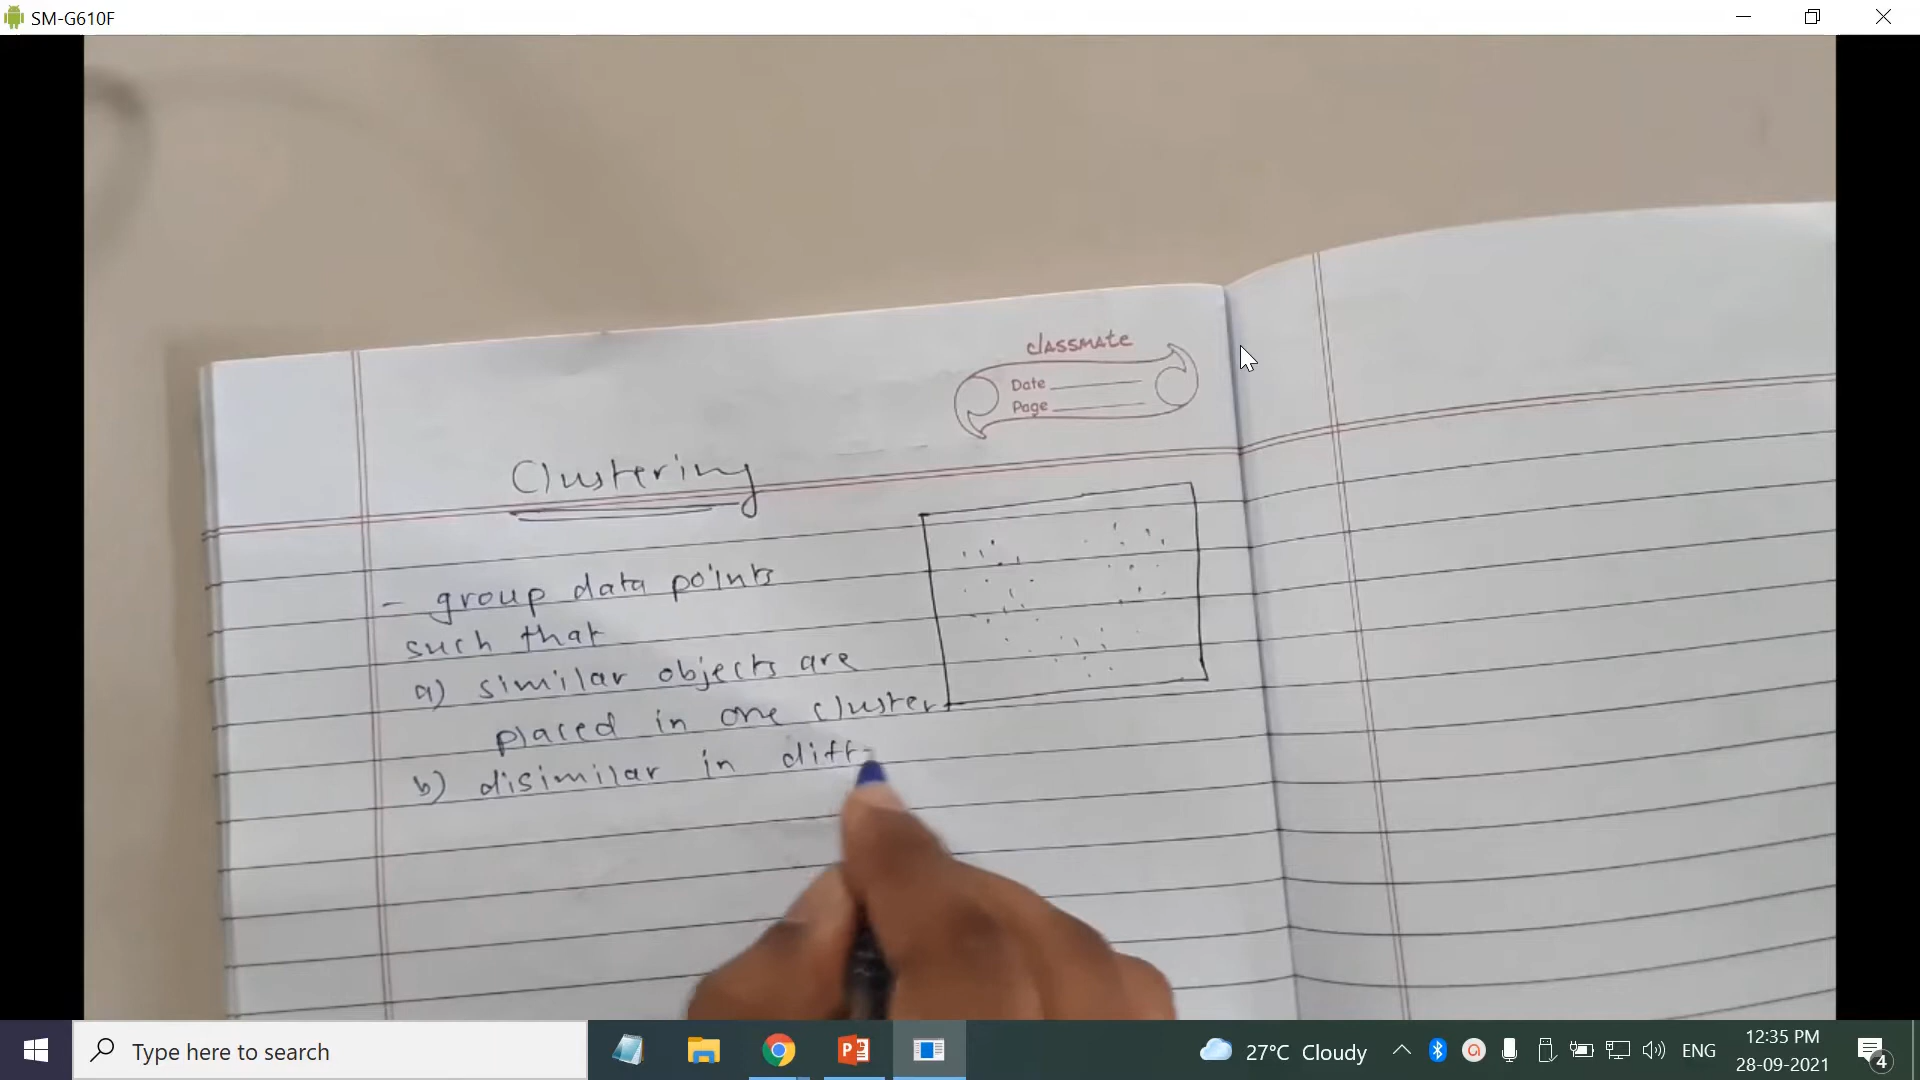 SM-G610F
classmate
Date
Page
Clustering
- group data points
such that
a) similar objects are
placed in one cluster
b) disimilar in diff
Type here to search
27°C Cloudy
ENG
12:35 PM
28-09-2021
4